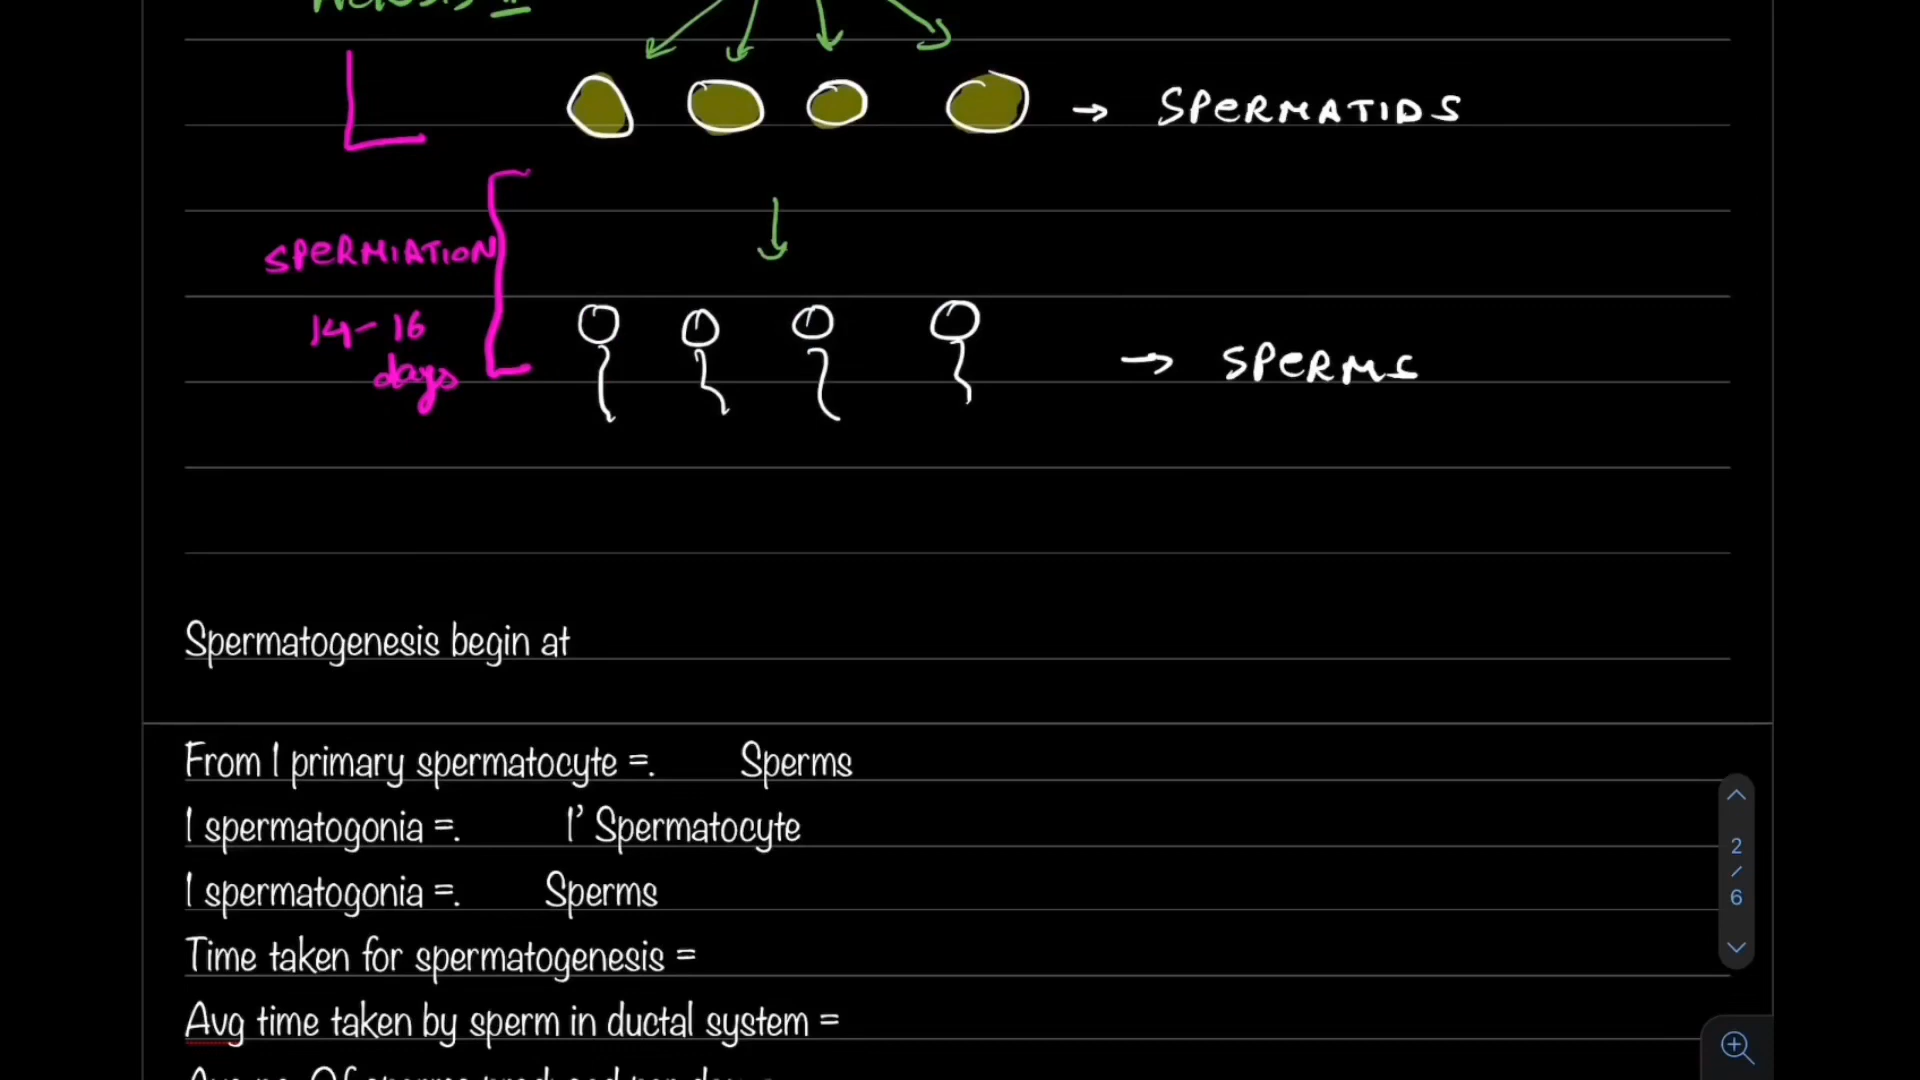 SPERMATIDS
SPERMIATION
14-16
days
SPERMS
Spermatogenesis begin at
From 1 primary spermatocyte =. Sperms
1 spermatogonia =. 1' Spermatocyte
1 spermatogonia =. Sperms
Time taken for spermatogenesis =
Avg time taken by sperm in ductal system =
2
/
6